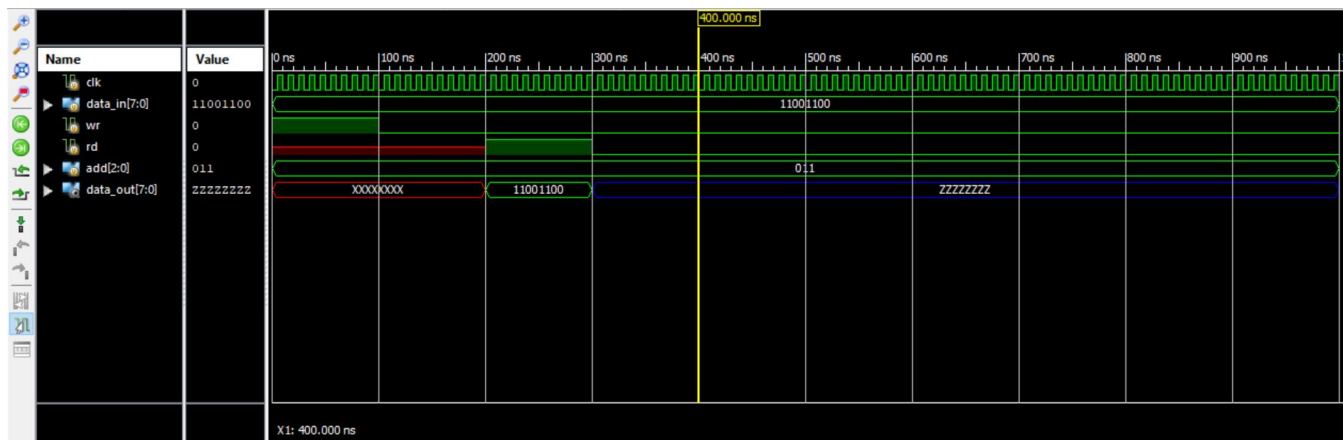 400.000 ns
Name Value 0 ns 100 ns 200 ns 300 ns 400 ns 500 ns 600 ns 700 ns 800 ns 900 ns
clk 0
data_in[7:0] 11001100 11001100
wr 0
rd 0
add[2:0] 011 011
data_out[7:0] ZZZZZZZZ XXXXXXXX 11001100 ZZZZZZZZ
X1: 400.000 ns